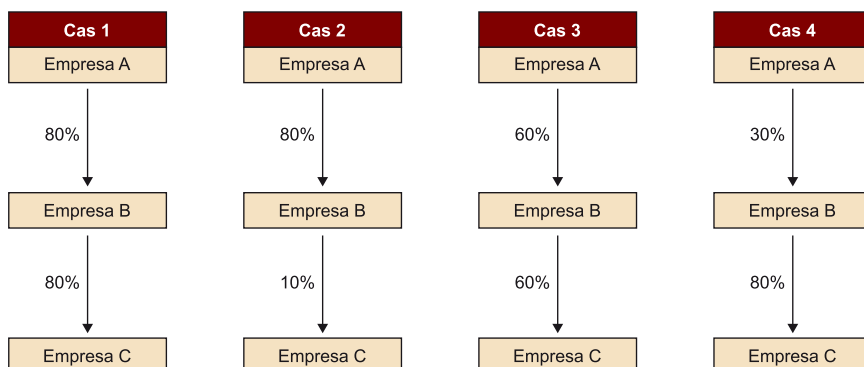 Cas 1
Cas 2
Cas 3
Cas 4
Empresa A
Empresa A
Empresa A
Empresa A
80%
80%
60%
30%
Empresa B
Empresa B
Empresa B
Empresa B
80%
10%
60%
80%
Empresa C
Empresa C
Empresa C
Empresa C